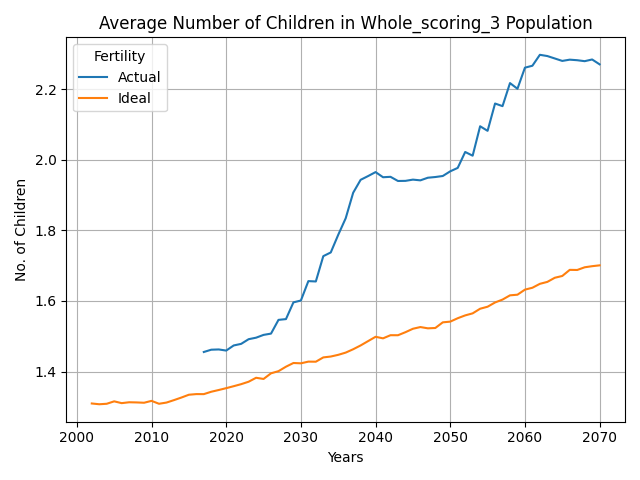 Average Number of Children in Whole_scoring_3 Population
Fertility
Actual
Ideal
No. of Children
2.2
2.0
1.8
1.6
1.4
2000
2010
2020
2030
2040
2050
2060
2070
Years